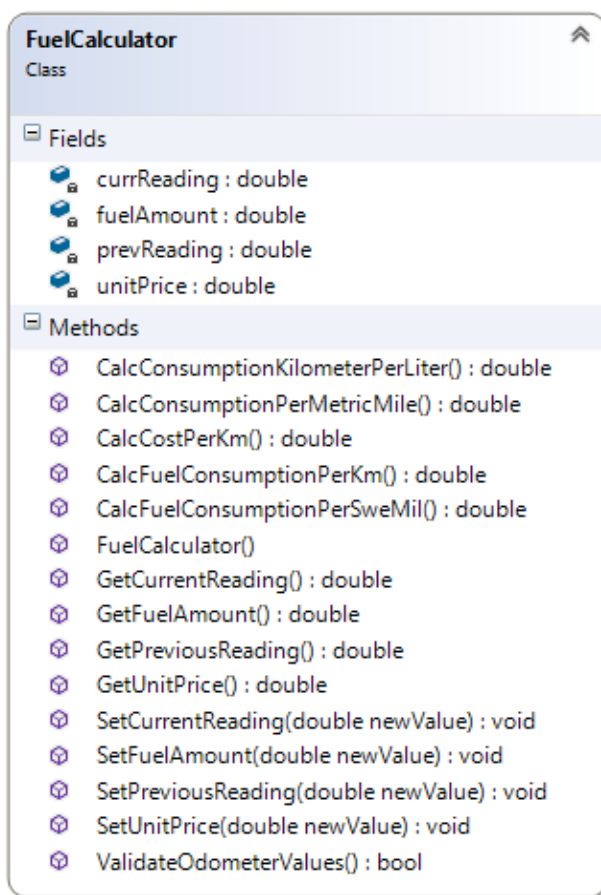 FuelCalculator
Class
Fields
currReading : double
fuelAmount : double
prevReading : double
unitPrice : double
Methods
CalcConsumptionKilometerPerLiter() : double
CalcConsumptionPerMetricMile() : double
CalcCostPerKm() : double
CalcFuelConsumptionPerKm() : double
CalcFuelConsumptionPerSweMil() : double
FuelCalculator()
GetCurrentReading() : double
GetFuelAmount() : double
GetPreviousReading() : double
GetUnitPrice() : double
SetCurrentReading(double newValue) : void
SetFuelAmount(double newValue) : void
SetPreviousReading(double newValue) : void
SetUnitPrice(double newValue) : void
ValidateOdometerValues() : bool